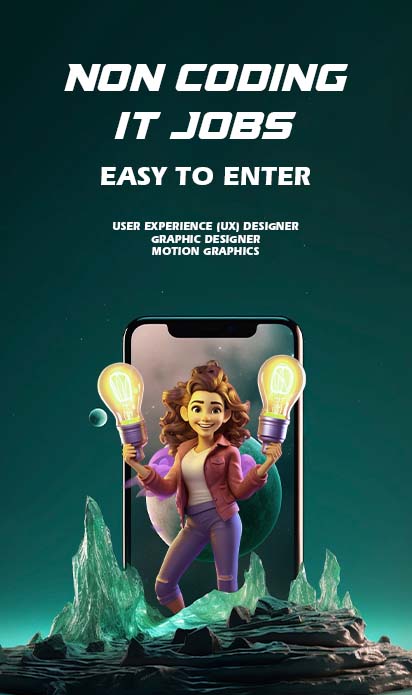 NON CODING
IT JOBS
EASY TO ENTER
USER EXPERIENCE (UX) DESIGNER
GRAPHIC DESIGNER
MOTION GRAPHICS